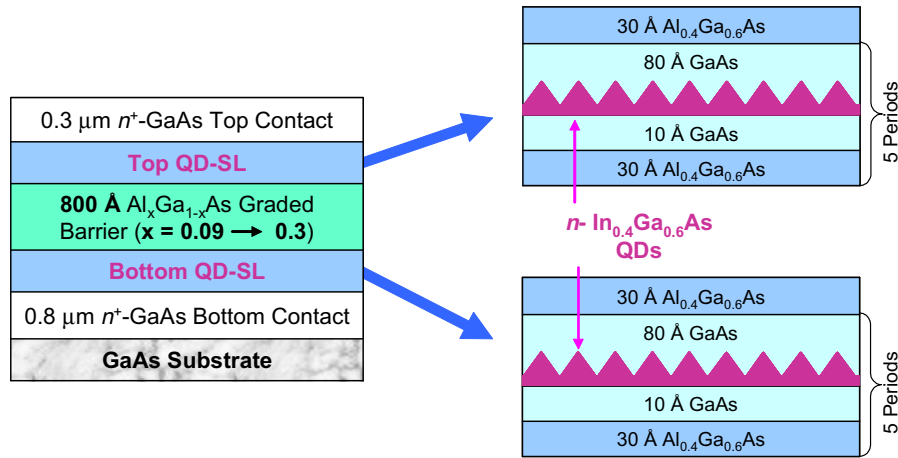 0.3 μm n⁺-GaAs Top Contact
Top QD-SL
800 Å AlₓGa₁₋ₓAs Graded
Barrier (x = 0.09 → 0.3)
Bottom QD-SL
0.8 μm n⁺-GaAs Bottom Contact
GaAs Substrate
30 Å Al₀.₄Ga₀.₆As
80 Å GaAs
10 Å GaAs
30 Å Al₀.₄Ga₀.₆As
5 Periods
n- In₀.₄Ga₀.₆As
QDs
30 Å Al₀.₄Ga₀.₆As
80 Å GaAs
10 Å GaAs
30 Å Al₀.₄Ga₀.₆As
5 Periods